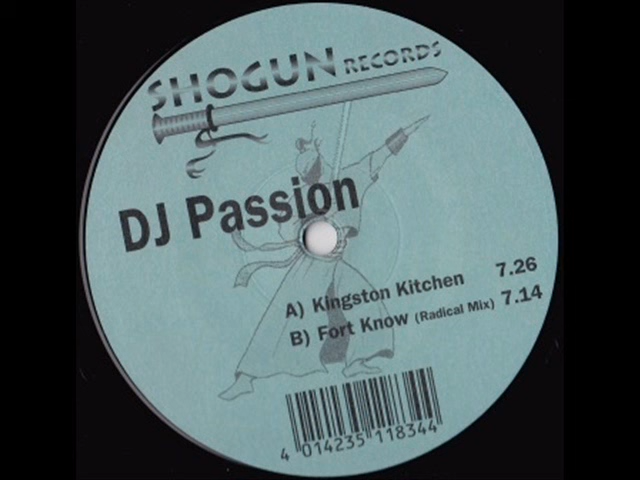 SHOGUN RECORDS
DJ Passion
A) Kingston Kitchen 7.26
B) Fort Know (Radical Mix) 7.14
4 014235 118344